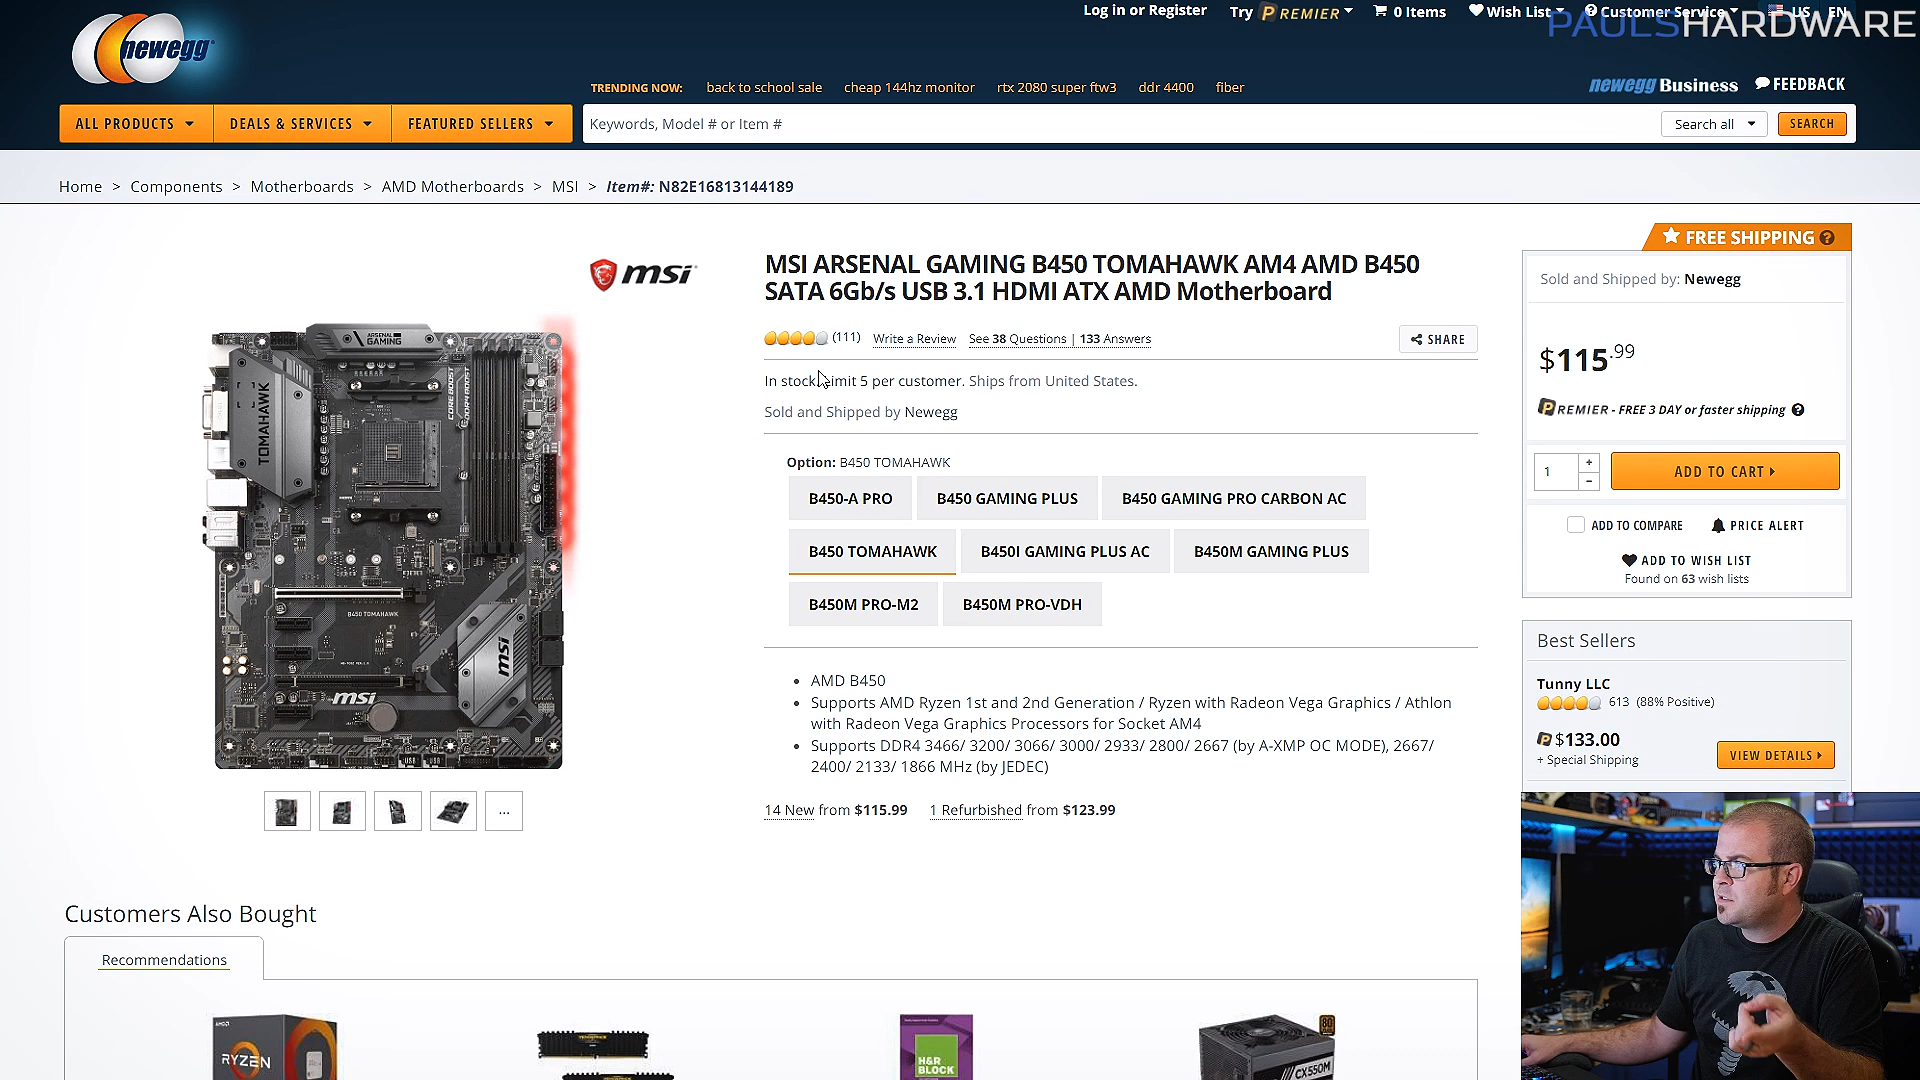 Log in or Register
Try PREMIER
0 Items
Wish List
Customer Service
US
EN
PAULSHARDWARE
newegg
TRENDING NOW: back to school sale cheap 144hz monitor rtx 2080 super ftw3 ddr 4400 fiber
newegg Business
FEEDBACK
ALL PRODUCTS
DEALS & SERVICES
FEATURED SELLERS
Keywords, Model # or Item #
Search all
SEARCH
Home > Components > Motherboards > AMD Motherboards > MSI > Item#: N82E16813144189
FREE SHIPPING
msi
MSI ARSENAL GAMING B450 TOMAHAWK AM4 AMD B450
SATA 6Gb/s USB 3.1 HDMI ATX AMD Motherboard
(111) Write a Review See 38 Questions | 133 Answers
SHARE
In stock. Limit 5 per customer. Ships from United States.
Sold and Shipped by Newegg
Option: B450 TOMAHAWK
B450-A PRO
B450 GAMING PLUS
B450 GAMING PRO CARBON AC
B450 TOMAHAWK
B450I GAMING PLUS AC
B450M GAMING PLUS
B450M PRO-M2
B450M PRO-VDH
• AMD B450
• Supports AMD Ryzen 1st and 2nd Generation / Ryzen with Radeon Vega Graphics / Athlon
with Radeon Vega Graphics Processors for Socket AM4
• Supports DDR4 3466/ 3200/ 3066/ 3000/ 2933/ 2800/ 2667 (by A-XMP OC MODE), 2667/
2400/ 2133/ 1866 MHz (by JEDEC)
14 New from $115.99 1 Refurbished from $123.99
ARSENAL
GAMING
TOMAHAWK
CORE BOOST
DDR4 BOOST
B450 TOMAHAWK
msi
msi
USB USB
...
Sold and Shipped by: Newegg
$115.99
PREMIER - FREE 3 DAY or faster shipping
1
+
-
ADD TO CART
ADD TO COMPARE
PRICE ALERT
ADD TO WISH LIST
Found on 63 wish lists
Best Sellers
Tunny LLC
613 (88% Positive)
$133.00
+ Special Shipping
VIEW DETAILS
Customers Also Bought
Recommendations
AMD
RYZEN
VENGEANCE
H&R
BLOCK
80
CX550M